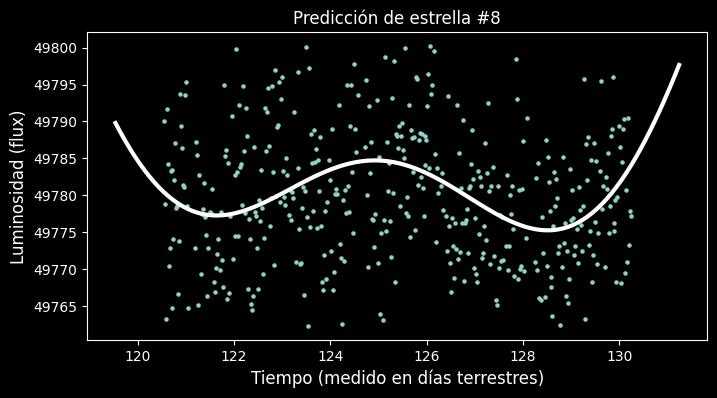 Predicción de estrella #8
Luminosidad (flux)
49800
49795
49790
49785
49780
49775
49770
49765
120 122 124 126 128 130
Tiempo (medido en días terrestres)